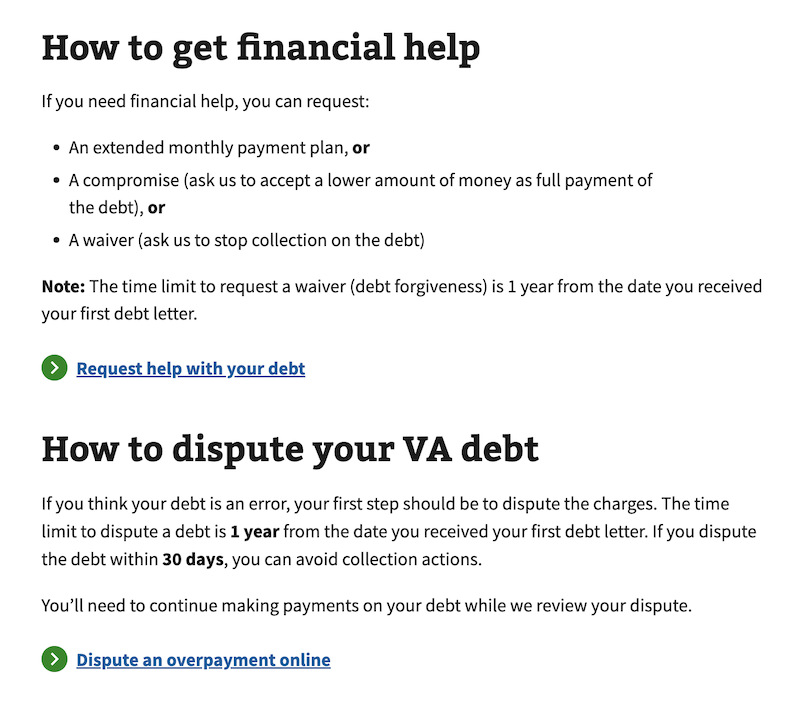 How to get financial help
If you need financial help, you can request:
• An extended monthly payment plan, or
• A compromise (ask us to accept a lower amount of money as full payment of
the debt), or
• A waiver (ask us to stop collection on the debt)
Note: The time limit to request a waiver (debt forgiveness) is 1 year from the date you received
your first debt letter.
Request help with your debt
How to dispute your VA debt
If you think your debt is an error, your first step should be to dispute the charges. The time
limit to dispute a debt is 1 year from the date you received your first debt letter. If you dispute
the debt within 30 days, you can avoid collection actions.
You’ll need to continue making payments on your debt while we review your dispute.
Dispute an overpayment online